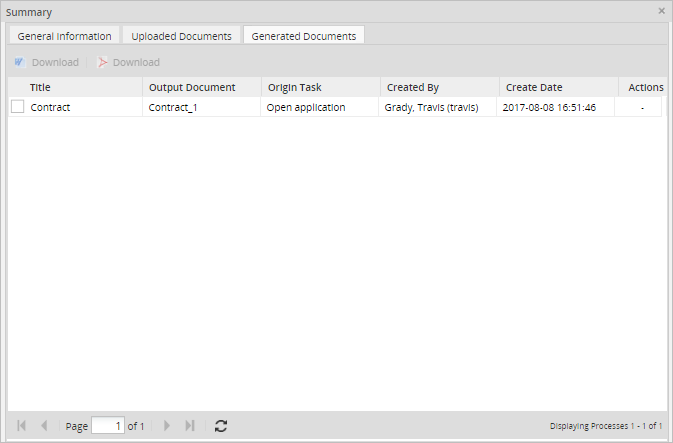 Summary ×
General Information Uploaded Documents Generated Documents
Download Download
Title Output Document Origin Task Created By Create Date Actions
Contract Contract_1 Open application Grady, Travis (travis) 2017-08-08 16:51:46 -
Page 1 of 1 Displaying Processes 1 - 1 of 1